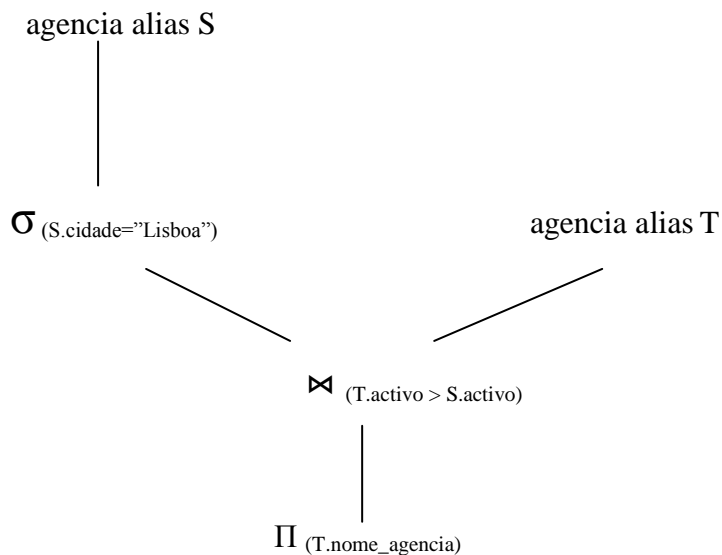 agencia alias S
σ (S.cidade=”Lisboa”)
agencia alias T
⋈ (T.activo > S.activo)
Π (T.nome_agencia)